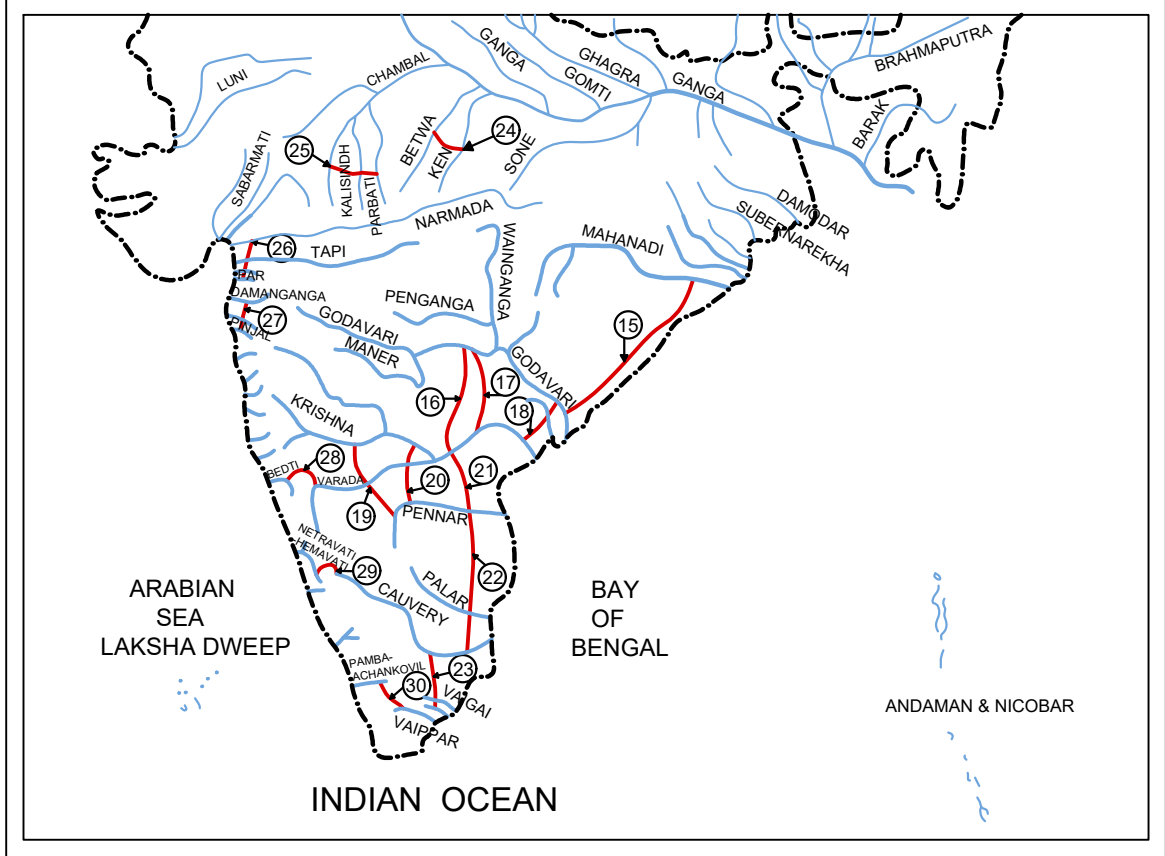 LUNI
CHAMBAL
GANGA
GHAGRA
GOMTI
GANGA
BRAHMAPUTRA
BARAK
SABARMATI
25
KALISINDH
PARBATI
BETWA
KEN
24
SONE
DAMODAR
SUBERNAREKHA
NARMADA
26
TAPI
WAINGANGA
MAHANADI
PAR
DAMANGANGA
27
PINJAL
PENGANGA
GODAVARI
MANER
15
GODAVARI
16
17
18
KRISHNA
BEDTI
28
VARADA
19
20
21
PENNAR
NETRAVATI
-HEMAVATI
29
CAUVERY
PALAR
22
PAMBA-
ACHANKOVIL
23
30
VAIGAI
VAIPPAR
ARABIAN
SEA
LAKSHA DWEEP
BAY
OF
BENGAL
ANDAMAN & NICOBAR
INDIAN OCEAN